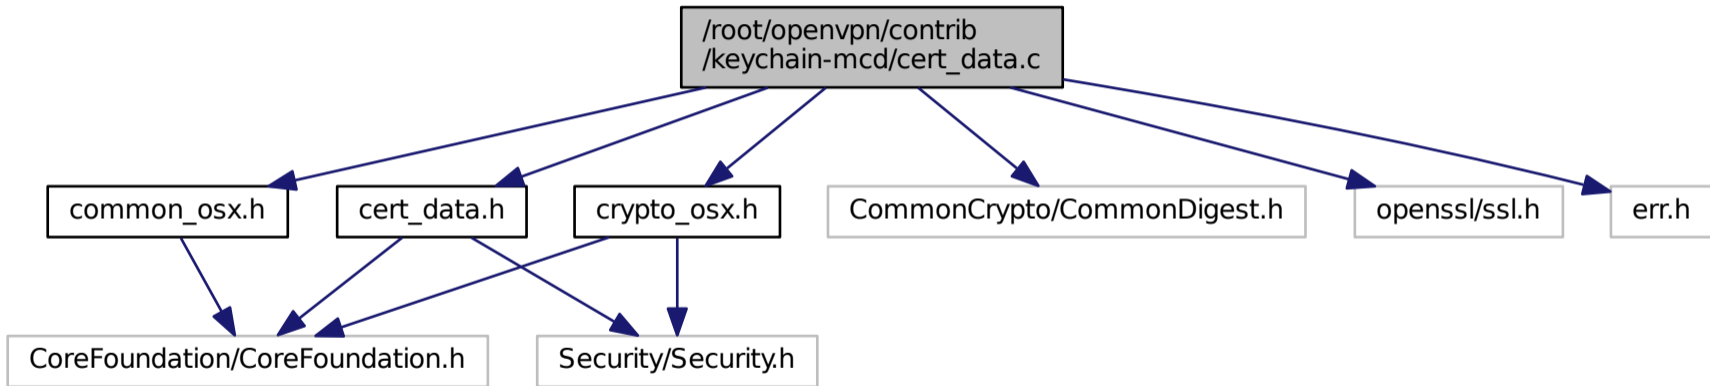 /root/openvpn/contrib
/keychain-mcd/cert_data.c
common_osx.h
cert_data.h
crypto_osx.h
CommonCrypto/CommonDigest.h
openssl/ssl.h
err.h
CoreFoundation/CoreFoundation.h
Security/Security.h